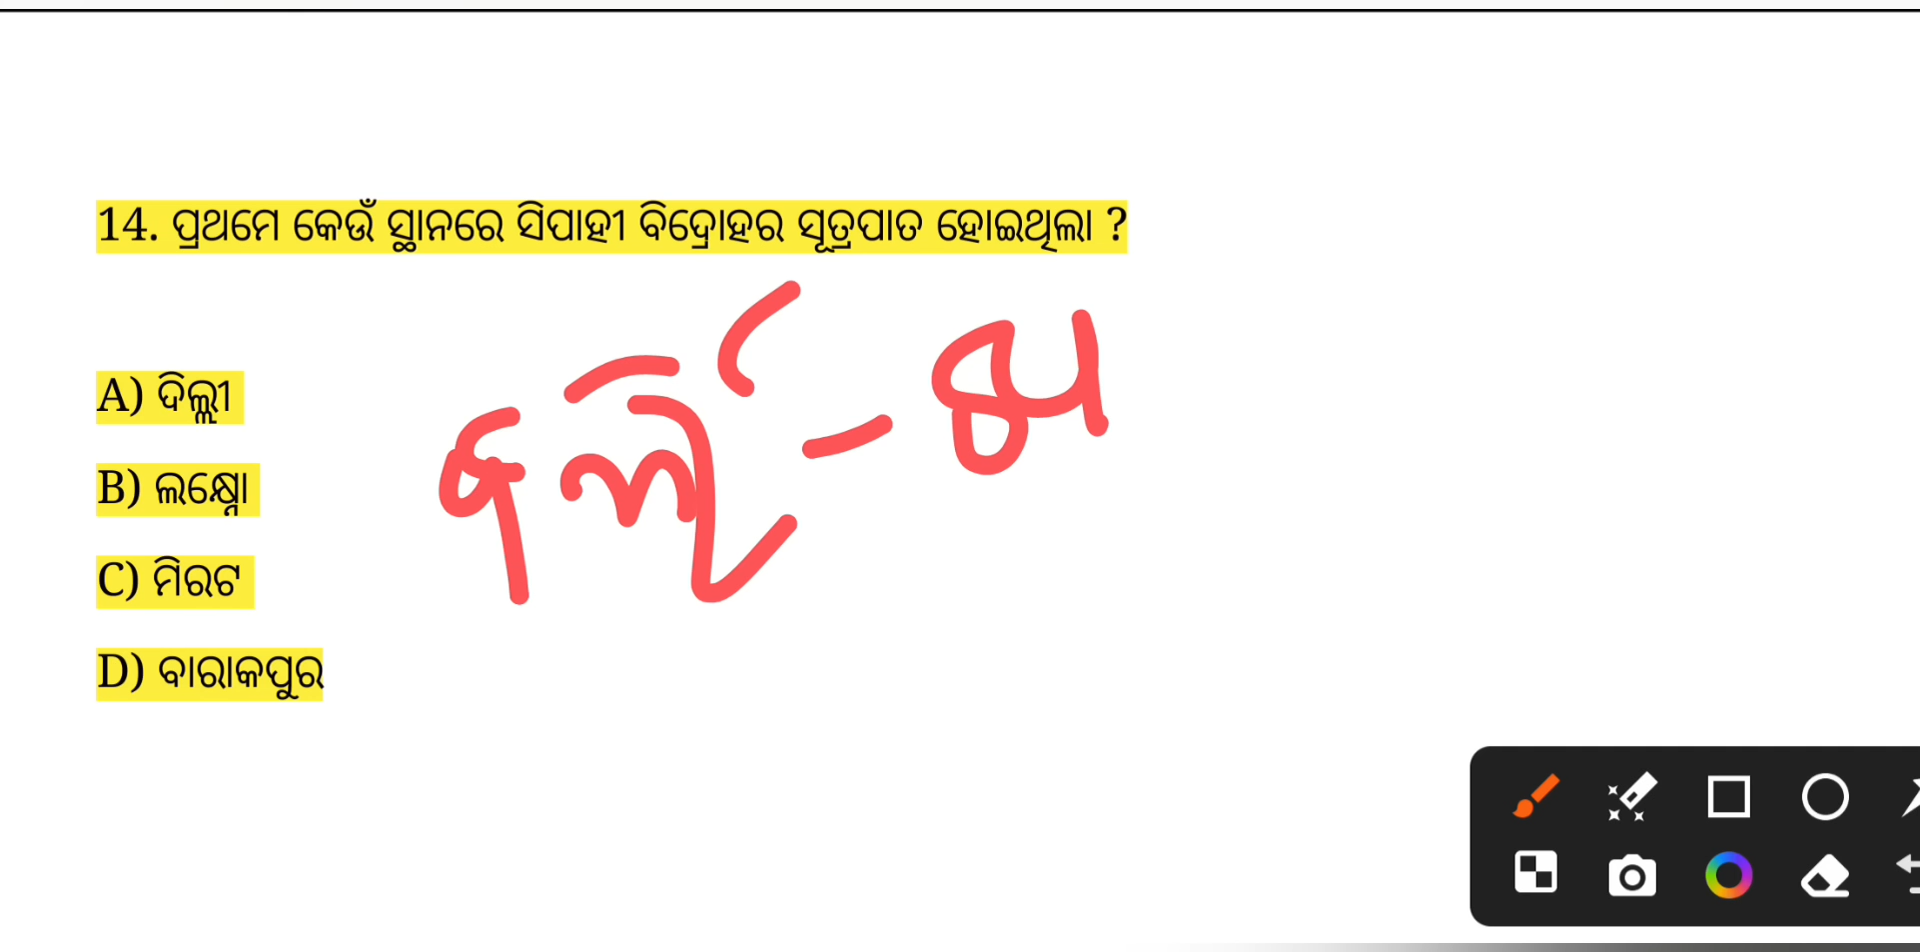 14. ପ୍ରଥମେ କେଉଁ ସ୍ଥାନରେ ସିପାହୀ ବିଦ୍ରୋହର ସୂତ୍ରପାତ ହୋଇଥିଲା ?
A) ଦିଲ୍ଲୀ
B) ଲକ୍ଷ୍ନୋ
C) ମିରଟ
D) ବାରାକପୁର